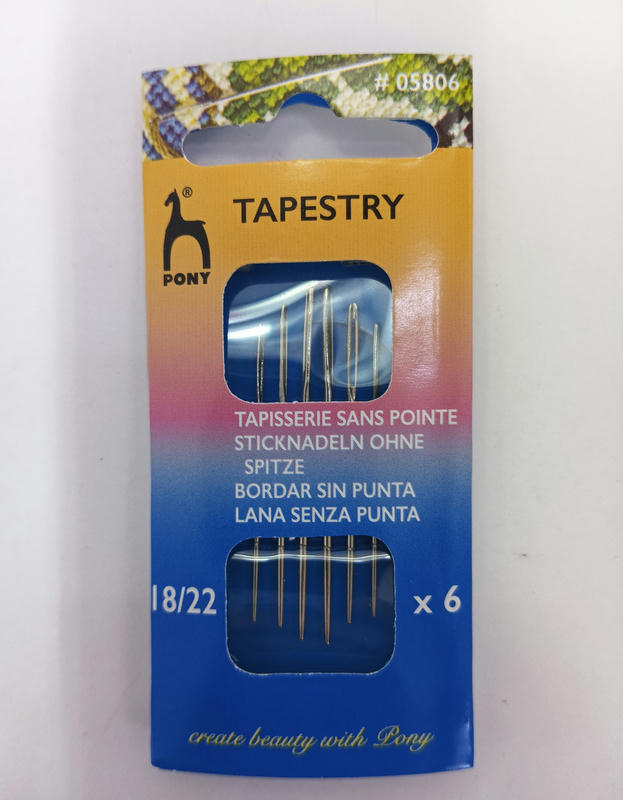 # 05806
®
TAPESTRY
PONY
TAPISSERIE SANS POINTE
STICKNADELN OHNE
SPITZE
BORDAR SIN PUNTA
LANA SENZA PUNTA
18/22
x 6
create beauty with Pony